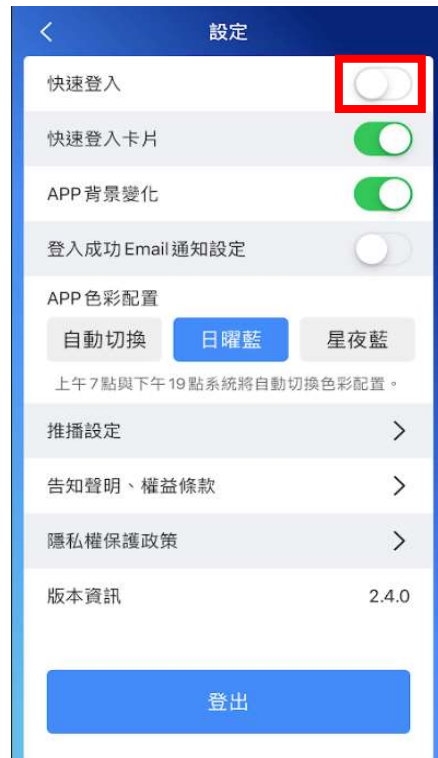 設定
快速登入
快速登入卡片
APP背景變化
登入成功Email通知設定
APP色彩配置
自動切換 日曜藍 星夜藍
上午7點與下午19點系統將自動切換色彩配置。
推播設定
告知聲明、權益條款
隱私權保護政策
版本資訊 2.4.0
登出